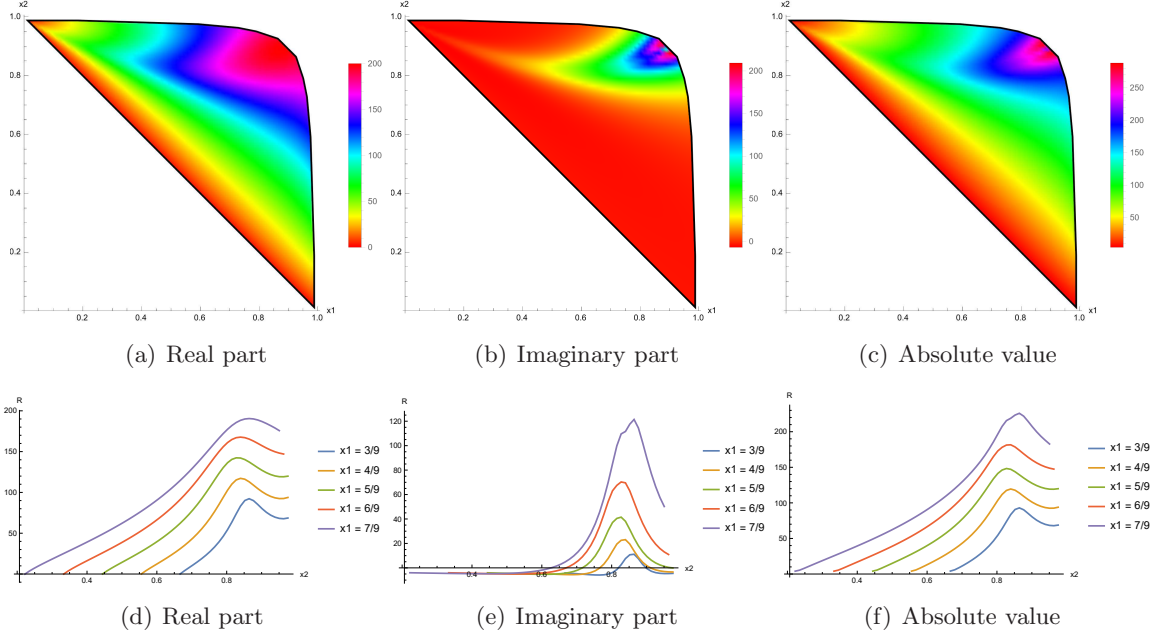 x2
1.0
0.8
0.6
0.4
0.2
0.2 0.4 0.6 0.8 1.0
x1
200
150
100
50
0
(a) Real part
x2
1.0
0.8
0.6
0.4
0.2
0.2 0.4 0.6 0.8 1.0
x1
200
150
100
50
0
(b) Imaginary part
x2
1.0
0.8
0.6
0.4
0.2
0.2 0.4 0.6 0.8 1.0
x1
250
200
150
100
50
(c) Absolute value
R
200
150
100
50
0
0.4 0.6 0.8
x2
x1 = 3/9
x1 = 4/9
x1 = 5/9
x1 = 6/9
x1 = 7/9
(d) Real part
R
120
100
80
60
40
20
0
0.4 0.6 0.8
x2
x1 = 3/9
x1 = 4/9
x1 = 5/9
x1 = 6/9
x1 = 7/9
(e) Imaginary part
R
200
150
100
50
0
0.4 0.6 0.8
x2
x1 = 3/9
x1 = 4/9
x1 = 5/9
x1 = 6/9
x1 = 7/9
(f) Absolute value